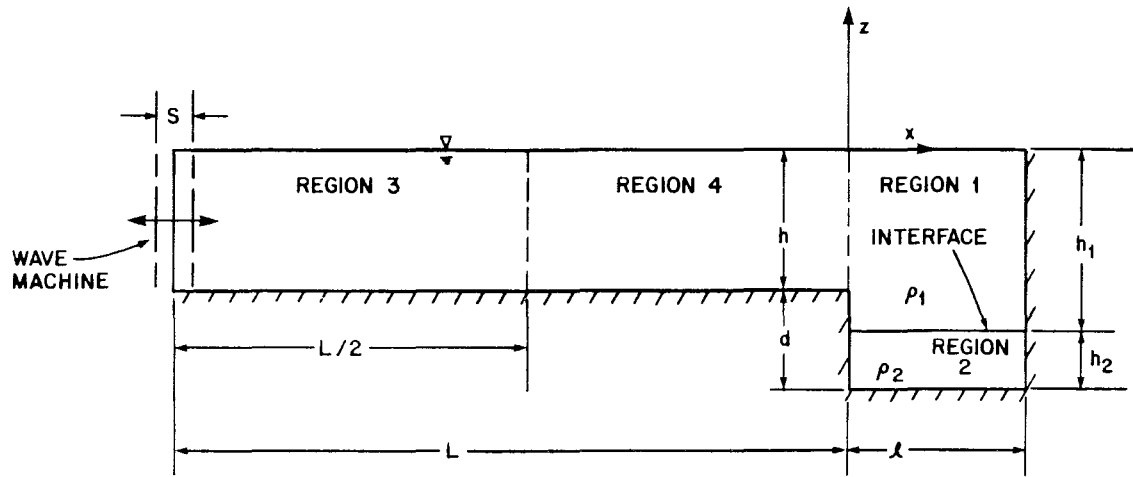 z
S
x
REGION 3
REGION 4
REGION 1
h
INTERFACE
h₁
WAVE
MACHINE
ρ₁
L/2
d
REGION
2
h₂
ρ₂
L
ℓ